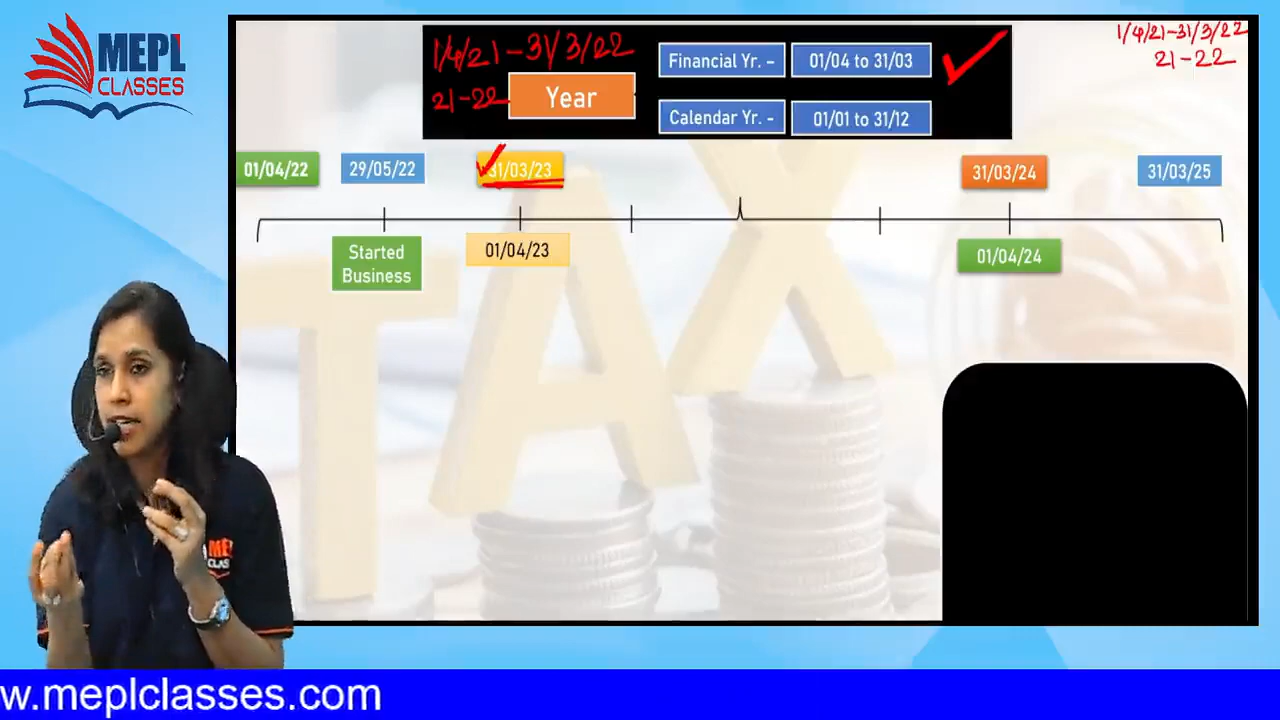 MEPL
CLASSES
1/4/21-31/3/22
21-22
Year
Financial Yr. -
01/04 to 31/03
Calendar Yr. -
01/01 to 31/12
1/4/21-31/3/22
21-22
01/04/22
29/05/22
31/03/23
31/03/24
31/03/25
Started
Business
01/04/23
01/04/24
TAX
ME
CLAS
w.meplclasses.com